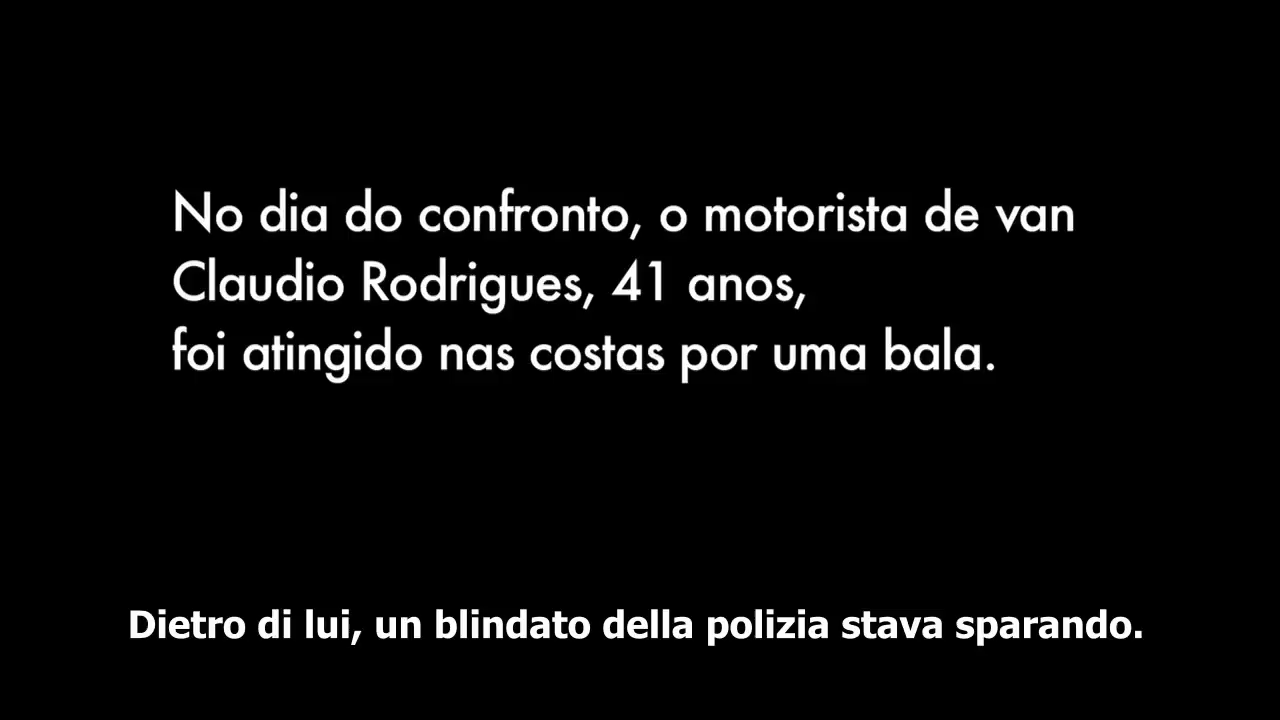 No dia do confronto, o motorista de van
Claudio Rodrigues, 41 anos,
foi atingido nas costas por uma bala.
Dietro di lui, un blindato della polizia stava sparando.